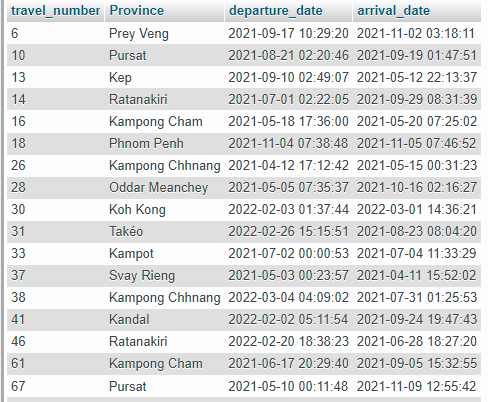 travel_number Province departure_date arrival_date
6 Prey Veng 2021-09-17 10:29:20 2021-11-02 03:18:11
10 Pursat 2021-08-21 02:20:46 2021-09-19 01:47:51
13 Kep 2021-09-10 02:49:07 2021-05-12 22:13:37
14 Ratanakiri 2021-07-01 02:22:05 2021-09-29 08:31:39
16 Kampong Cham 2021-05-18 17:36:00 2021-05-20 07:25:02
18 Phnom Penh 2021-11-04 07:38:48 2021-11-05 07:46:52
26 Kampong Chhnang 2021-04-12 17:12:42 2021-05-15 00:31:23
28 Oddar Meanchey 2021-05-05 07:35:37 2021-10-16 02:16:27
30 Koh Kong 2022-02-03 01:37:44 2022-03-01 14:36:21
31 Takéo 2022-02-26 15:15:51 2021-08-23 08:04:20
33 Kampot 2021-07-02 00:00:53 2021-07-04 11:33:29
37 Svay Rieng 2021-05-03 00:23:57 2021-04-11 15:52:02
38 Kampong Chhnang 2022-03-04 04:09:02 2021-07-31 01:25:53
41 Kandal 2022-02-02 05:11:54 2021-09-24 19:47:43
46 Ratanakiri 2022-02-20 18:38:23 2021-06-28 18:27:20
61 Kampong Cham 2021-06-17 20:29:40 2021-09-05 15:32:55
67 Pursat 2021-05-10 00:11:48 2021-11-09 12:55:42